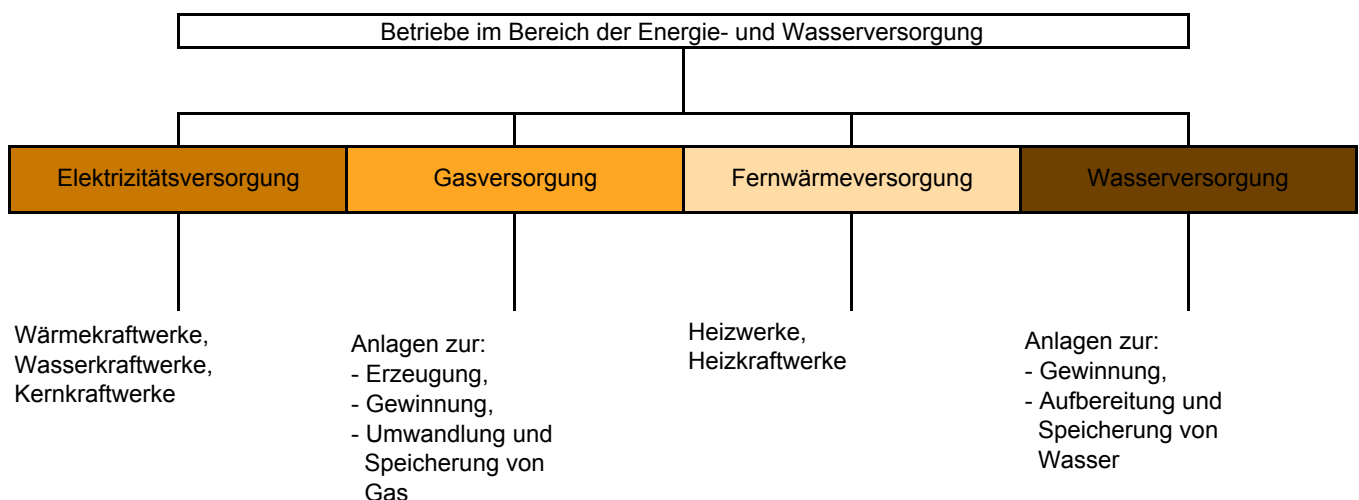 Betriebe im Bereich der Energie- und Wasserversorgung
Elektrizitätsversorgung
Gasversorgung
Fernwärmeversorgung
Wasserversorgung
Wärmekraftwerke,
Wasserkraftwerke,
Kernkraftwerke
Anlagen zur:
- Erzeugung,
- Gewinnung,
- Umwandlung und
Speicherung von
Gas
Heizwerke,
Heizkraftwerke
Anlagen zur:
- Gewinnung,
- Aufbereitung und
Speicherung von
Wasser